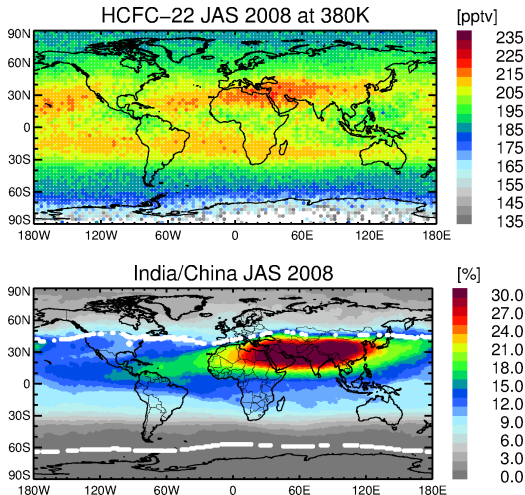 HCFC−22 JAS 2008 at 380K
[pptv]
90N
60N
30N
0
30S
60S
90S
180W 120W 60W 0 60E 120E 180E
235
225
215
205
195
185
175
165
155
145
135
India/China JAS 2008
[%]
90N
60N
30N
0
30S
60S
90S
180W 120W 60W 0 60E 120E 180E
30.0
27.0
24.0
21.0
18.0
15.0
12.0
9.0
6.0
3.0
0.0